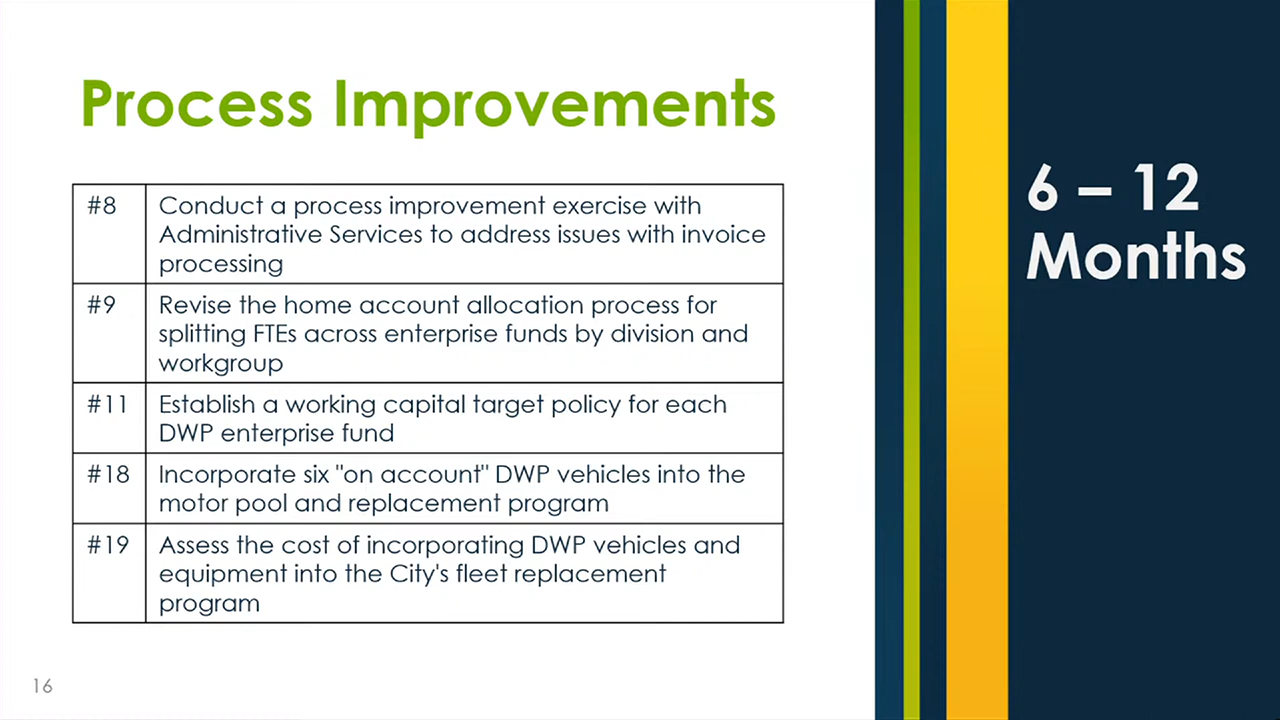 Process Improvements
#8
Conduct a process improvement exercise with
Administrative Services to address issues with invoice
processing
#9
Revise the home account allocation process for
splitting FTEs across enterprise funds by division and
workgroup
#11
Establish a working capital target policy for each
DWP enterprise fund
#18
Incorporate six "on account" DWP vehicles into the
motor pool and replacement program
#19
Assess the cost of incorporating DWP vehicles and
equipment into the City's fleet replacement
program
6 – 12
Months
16